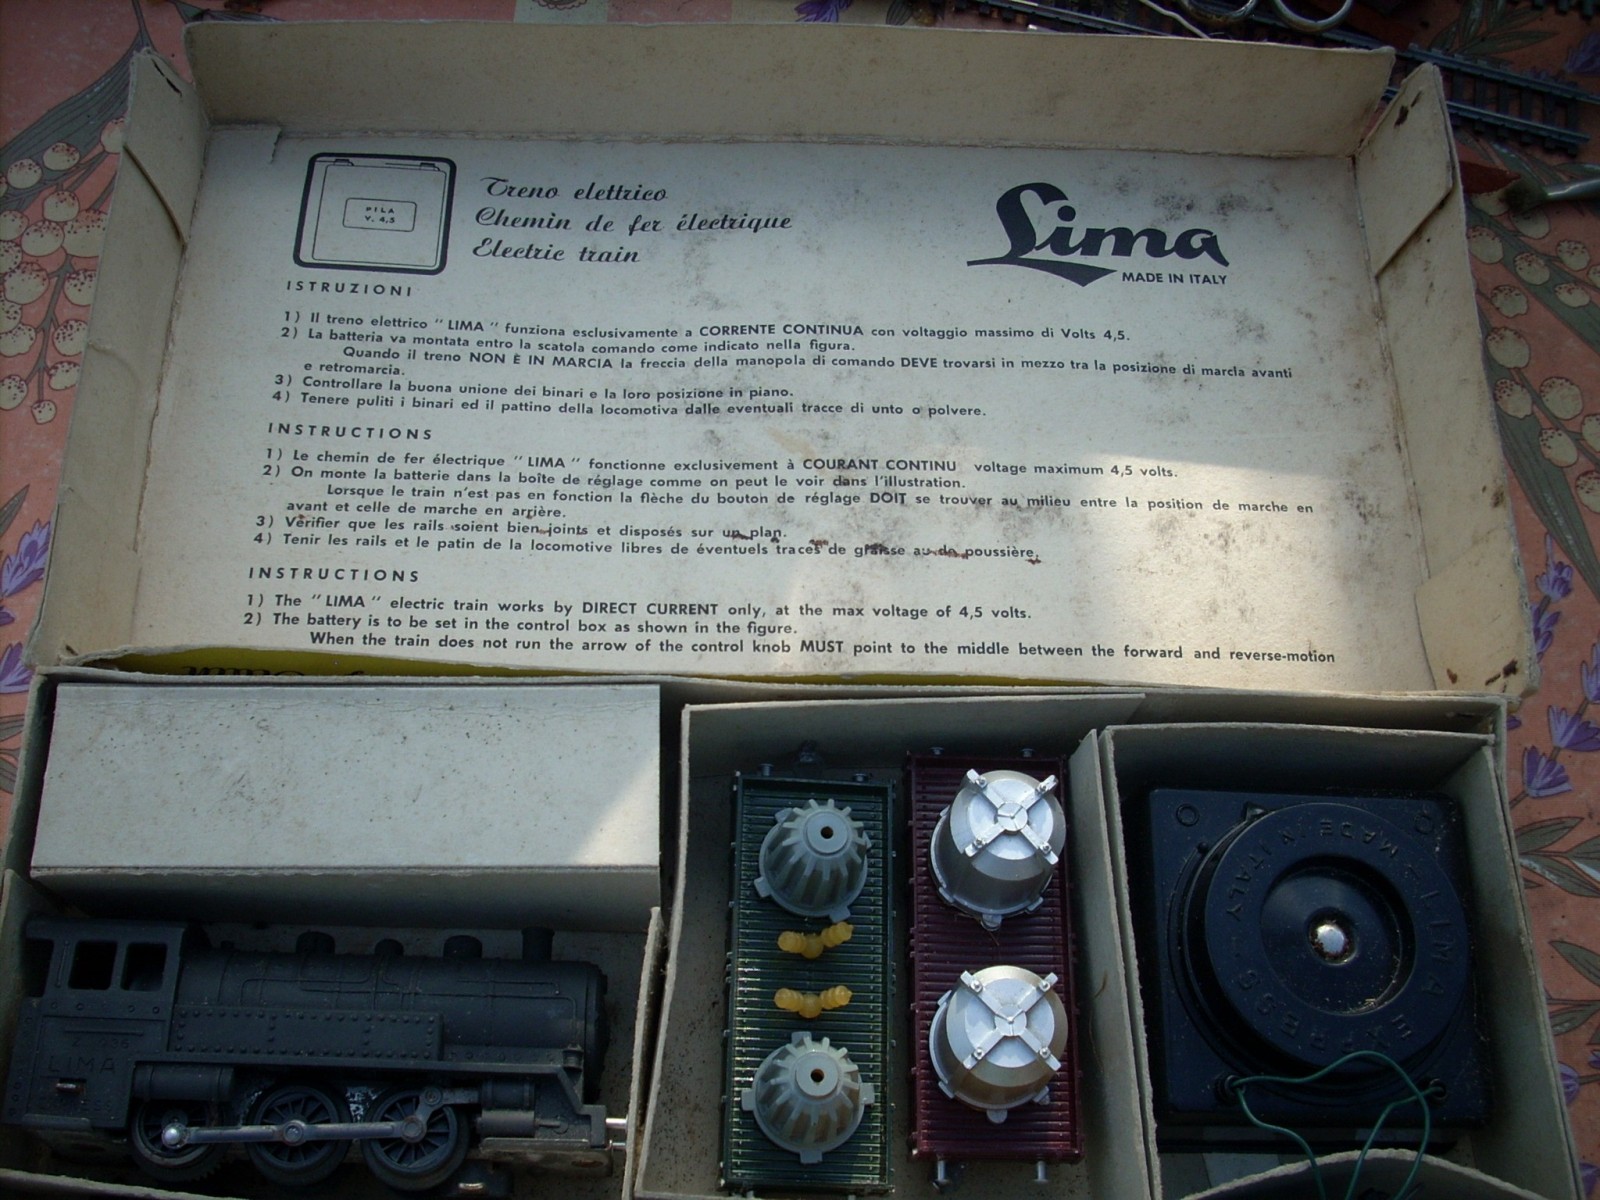 PILA
V. 4,5
Treno elettrico
Chemin de fer électrique
Electric train
Lima
MADE IN ITALY
ISTRUZIONI
1) Il treno elettrico "LIMA" funziona esclusivamente a CORRENTE CONTINUA con voltaggio massimo di Volts 4,5.
2) La batteria va montata entro la scatola comando come indicato nella figura.
Quando il treno NON È IN MARCIA la freccia della manopola di comando DEVE trovarsi in mezzo tra la posizione di marcia avanti
e retromarcia.
3) Controllare la buona unione dei binari e la loro posizione in piano.
4) Tenere puliti i binari ed il pattino della locomotiva dalle eventuali tracce di unto o polvere.
INSTRUCTIONS
1) Le chemin de fer électrique "LIMA" fonctionne exclusivement à COURANT CONTINU voltage maximum 4,5 volts.
2) On monte la batterie dans la boîte de réglage comme on peut le voir dans l'illustration.
Lorsque le train n'est pas en fonction la flèche du bouton de réglage DOIT se trouver au milieu entre la position de marche en
avant et celle de marche en arrière.
3) Vérifier que les rails soient bien joints et disposés sur un plan.
4) Tenir les rails et le patin de la locomotive libres de éventuels traces de graisse au de poussière.
INSTRUCTIONS
1) The "LIMA" electric train works by DIRECT CURRENT only, at the max voltage of 4,5 volts.
2) The battery is to be set in the control box as shown in the figure.
When the train does not run the arrow of the control knob MUST point to the middle between the forward and reverse-motion
LIMA
MADE IN ITALY - LIMA EXPRESS